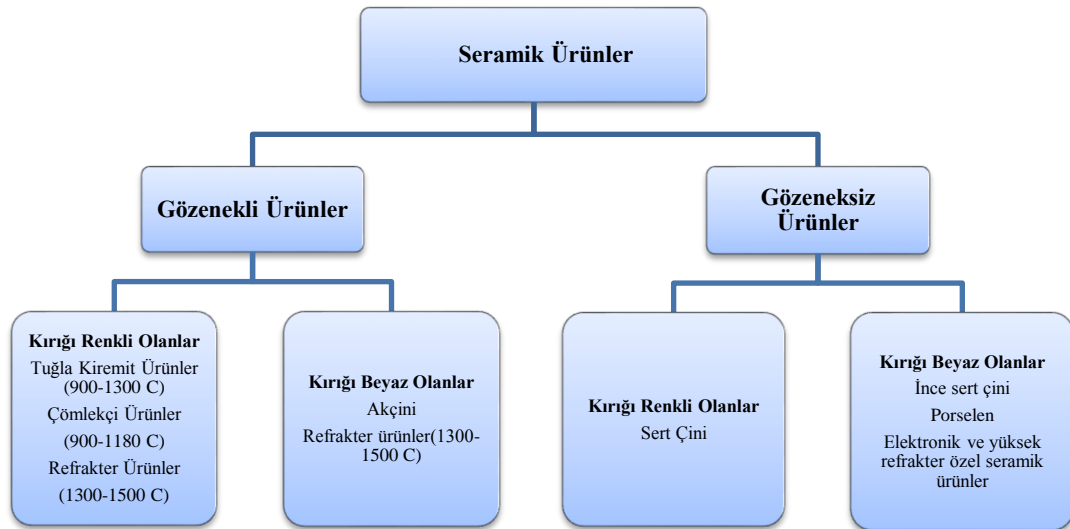 Seramik Ürünler
Gözenekli Ürünler
Gözeneksiz
Ürünler
Kırığı Renkli Olanlar
Tuğla Kiremit Ürünler
(900-1300 C)
Çömlekçi Ürünler
(900-1180 C)
Refrakter Ürünler
(1300-1500 C)
Kırığı Beyaz Olanlar
Akçini
Refrakter ürünler(1300-
1500 C)
Kırığı Renkli Olanlar
Sert Çini
Kırığı Beyaz Olanlar
İnce sert çini
Porselen
Elektronik ve yüksek
refrakter özel seramik
ürünler